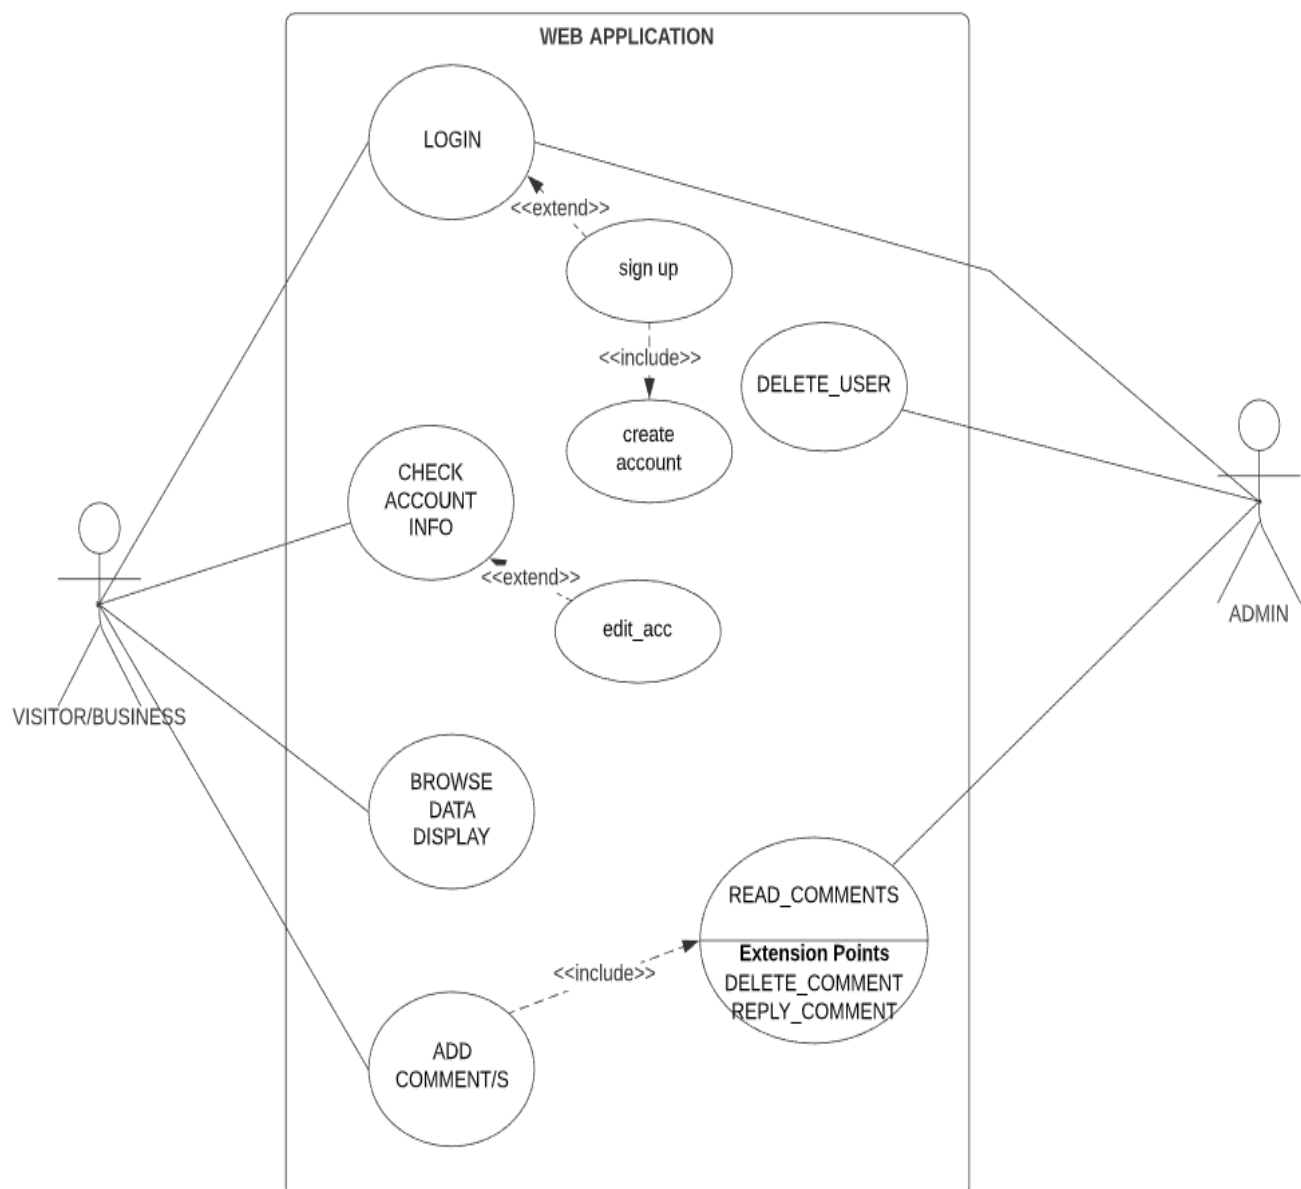 WEB APPLICATION
LOGIN
<<extend>>
sign up
<<include>>
DELETE_USER
create
account
CHECK
ACCOUNT
INFO
<<extend>>
edit_acc
ADMIN
VISITOR/BUSINESS
BROWSE
DATA
DISPLAY
READ_COMMENTS
Extension Points
DELETE_COMMENT
REPLY_COMMENT
<<include>>
ADD
COMMENT/S